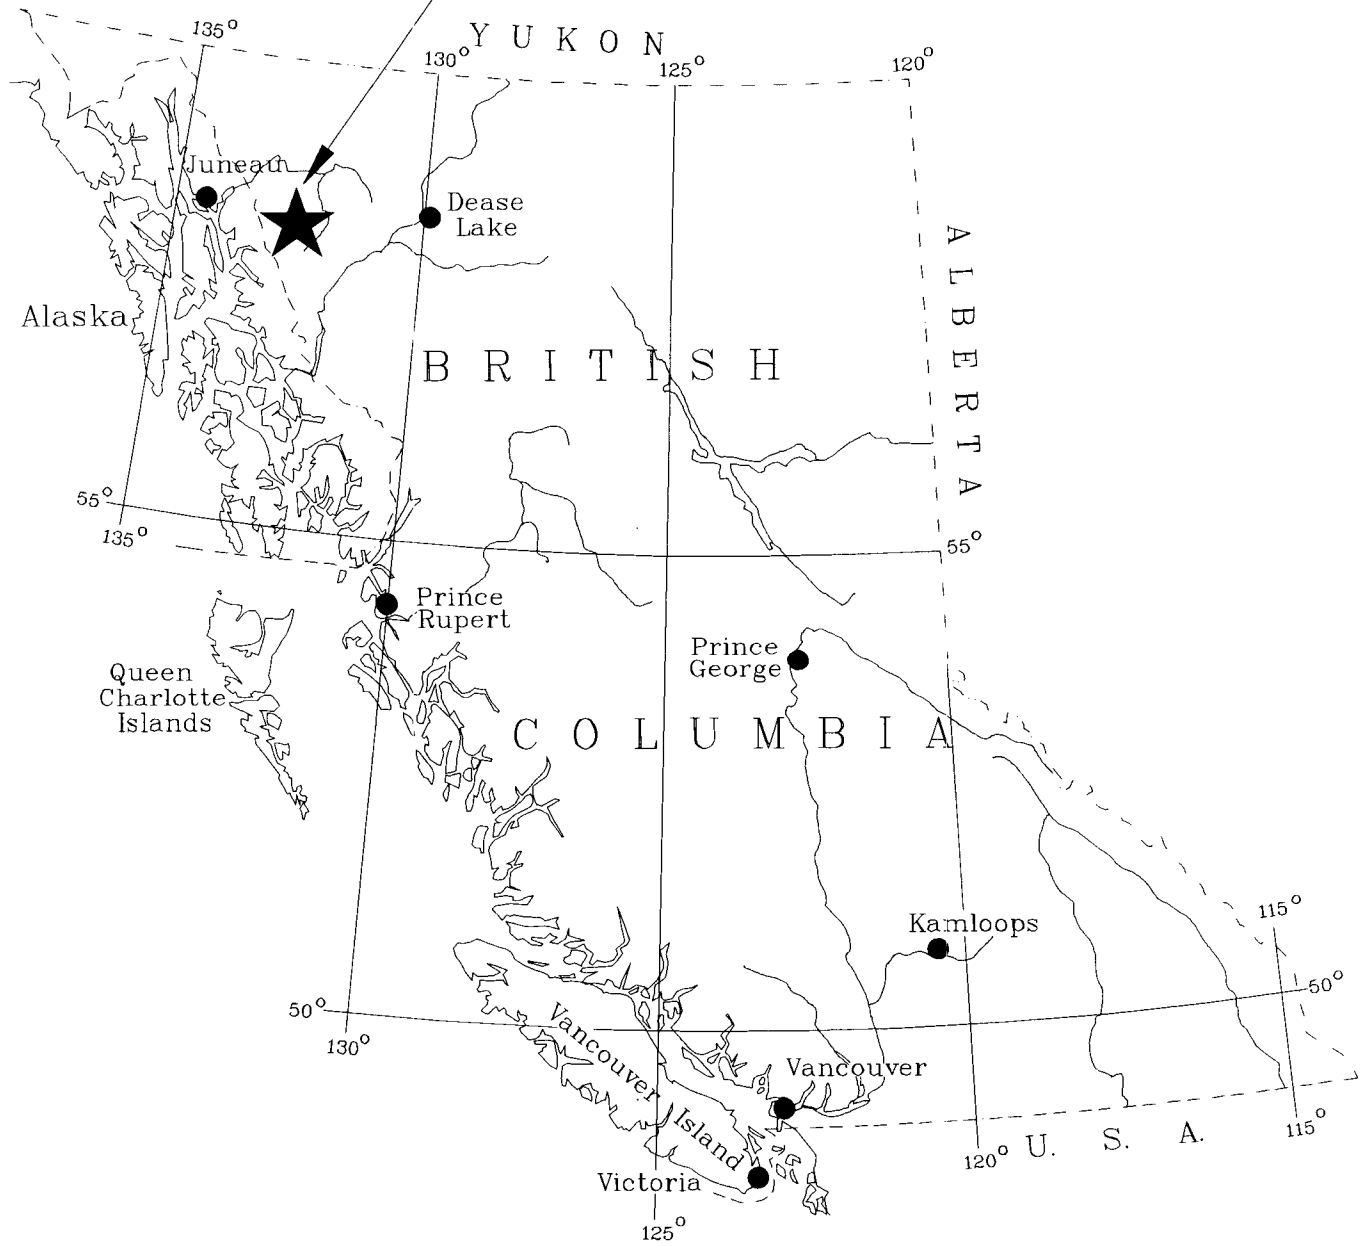 135°
130°
YUKON
125°
120°
Juneau
Dease
Lake
ALBERTA
Alaska
BRITISH
55°
135°
55°
Prince
Rupert
Prince
George
Queen
Charlotte
Islands
COLUMBIA
Kamloops
115°
50°
50°
130°
Vancouver Island
Vancouver
U. S. A.
115°
120°
Victoria
125°